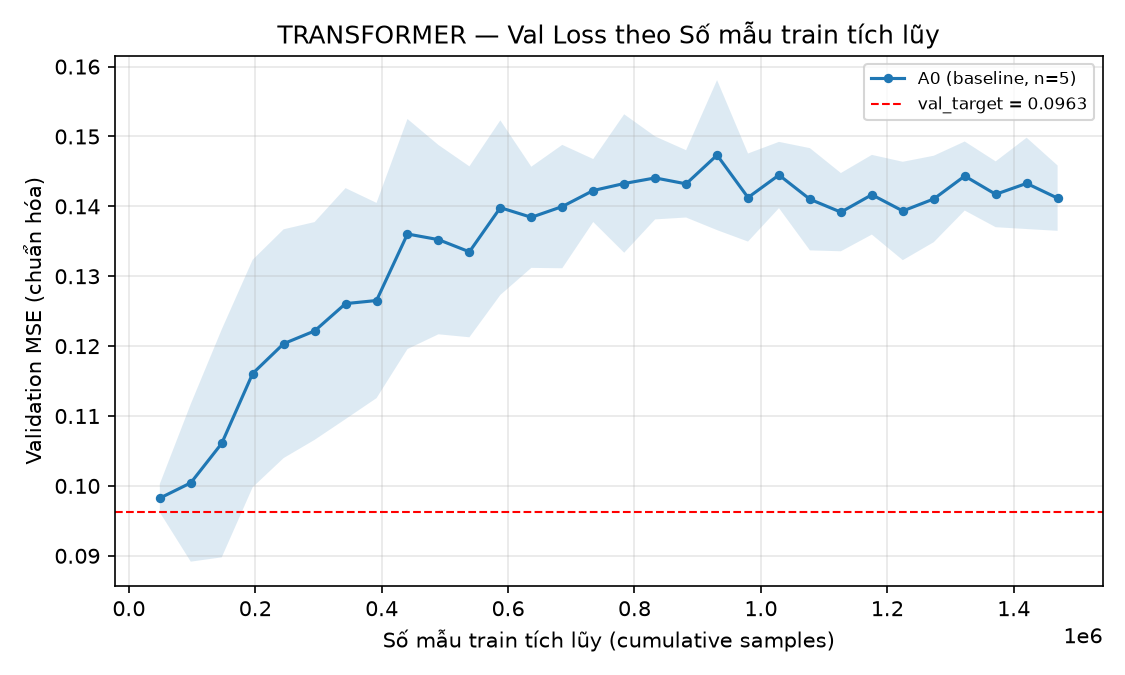 TRANSFORMER — Val Loss theo Số mẫu train tích lũy
A0 (baseline, n=5)
val_target = 0.0963
Validation MSE (chuẩn hóa)
0.16
0.15
0.14
0.13
0.12
0.11
0.10
0.09
0.0 0.2 0.4 0.6 0.8 1.0 1.2 1.4
1e6
Số mẫu train tích lũy (cumulative samples)